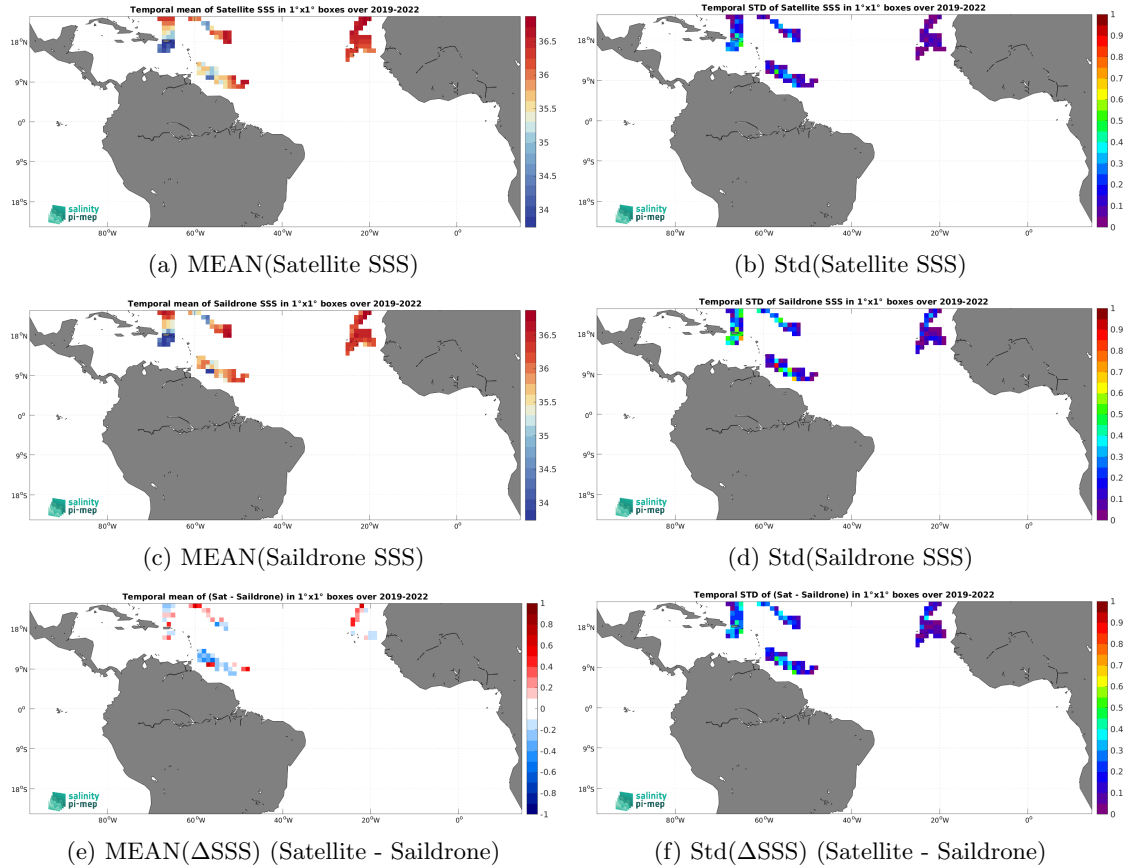 Temporal mean of Satellite SSS in 1°x1° boxes over 2019-2022
18°N
9°N
0°
9°S
18°S
80°W
60°W
40°W
20°W
0°
36.5
36
35.5
35
34.5
34
salinity
pi-mep
(a) MEAN(Satellite SSS)
Temporal STD of Satellite SSS in 1°x1° boxes over 2019-2022
18°N
9°N
0°
9°S
18°S
80°W
60°W
40°W
20°W
0°
1
0.9
0.8
0.7
0.6
0.5
0.4
0.3
0.2
0.1
0
salinity
pi-mep
(b) Std(Satellite SSS)
Temporal mean of Saildrone SSS in 1°x1° boxes over 2019-2022
18°N
9°N
0°
9°S
18°S
80°W
60°W
40°W
20°W
0°
36.5
36
35.5
35
34.5
34
salinity
pi-mep
(c) MEAN(Saildrone SSS)
Temporal STD of Saildrone SSS in 1°x1° boxes over 2019-2022
18°N
9°N
0°
9°S
18°S
80°W
60°W
40°W
20°W
0°
1
0.9
0.8
0.7
0.6
0.5
0.4
0.3
0.2
0.1
0
salinity
pi-mep
(d) Std(Saildrone SSS)
Temporal mean of (Sat - Saildrone) in 1°x1° boxes over 2019-2022
18°N
9°N
0°
9°S
18°S
80°W
60°W
40°W
20°W
0°
1
0.8
0.6
0.4
0.2
0
-0.2
-0.4
-0.6
-0.8
-1
salinity
pi-mep
(e) MEAN(ΔSSS) (Satellite - Saildrone)
Temporal STD of (Sat - Saildrone) in 1°x1° boxes over 2019-2022
18°N
9°N
0°
9°S
18°S
80°W
60°W
40°W
20°W
0°
1
0.9
0.8
0.7
0.6
0.5
0.4
0.3
0.2
0.1
0
salinity
pi-mep
(f) Std(ΔSSS) (Satellite - Saildrone)